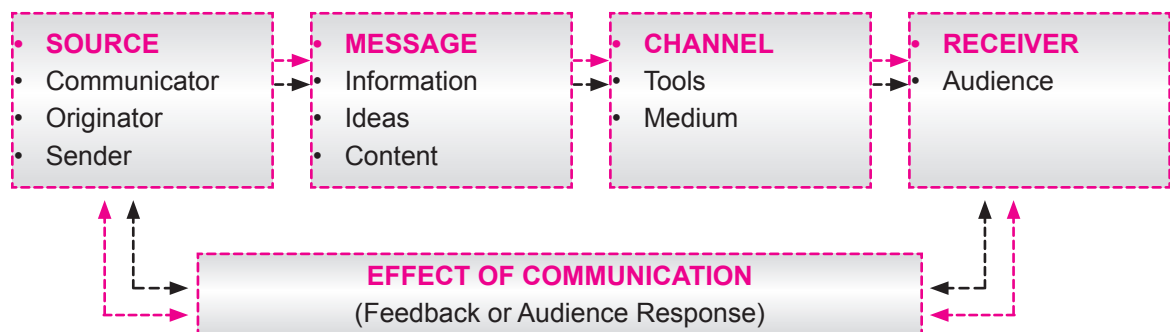 • SOURCE
• Communicator
• Originator
• Sender
• MESSAGE
• Information
• Ideas
• Content
• CHANNEL
• Tools
• Medium
• RECEIVER
• Audience
EFFECT OF COMMUNICATION
(Feedback or Audience Response)